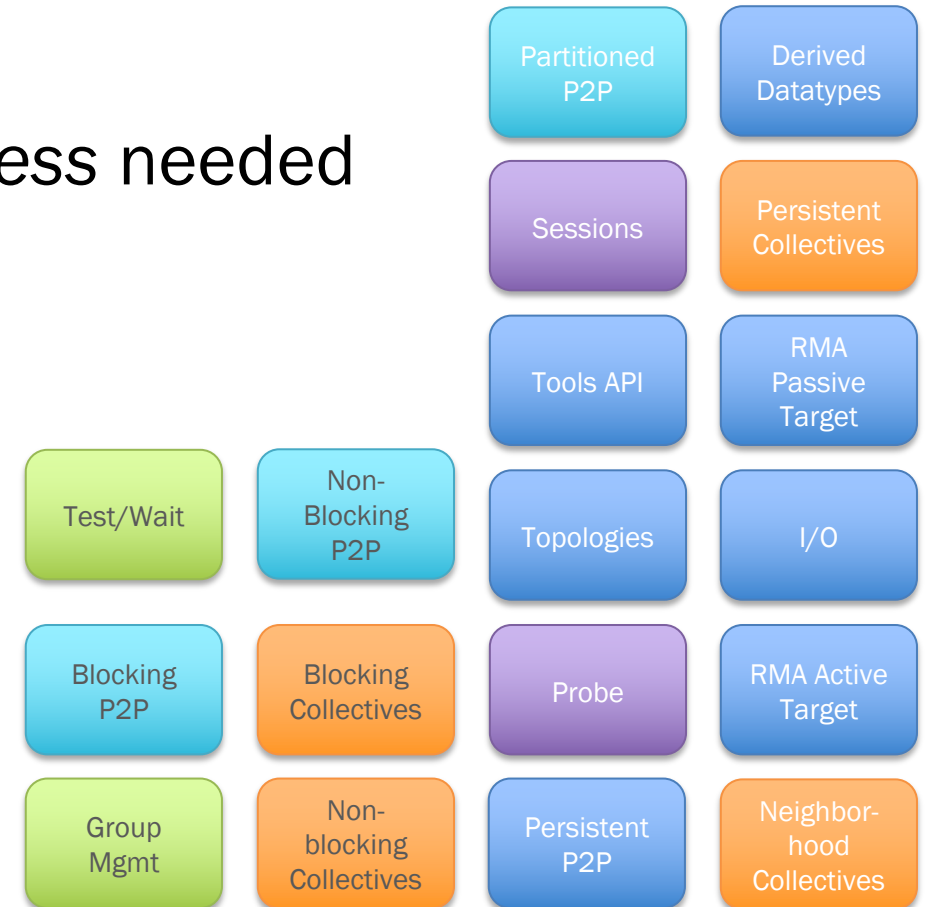 ess needed
Partitioned
P2P
Derived
Datatypes
Sessions
Persistent
Collectives
Tools API
RMA
Passive
Target
Test/Wait
Non-
Blocking
P2P
Topologies
I/O
Blocking
P2P
Blocking
Collectives
Probe
RMA Active
Target
Group
Mgmt
Non-
blocking
Collectives
Persistent
P2P
Neighbor-
hood
Collectives